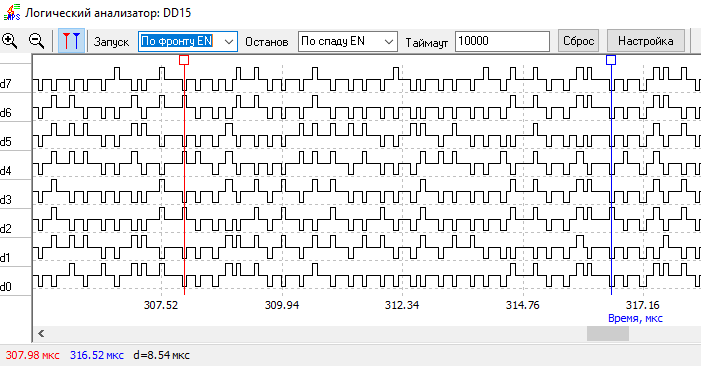 Логический анализатор: DD15
Запуск По фронту EN Останов По спаду EN Таймаут 10000 Сброс Настройка
d7
d6
d5
d4
d3
d2
d1
d0
307.52 309.94 312.34 314.76 317.16
Время, мкс
307.98 мкс 316.52 мкс d=8.54 мкс